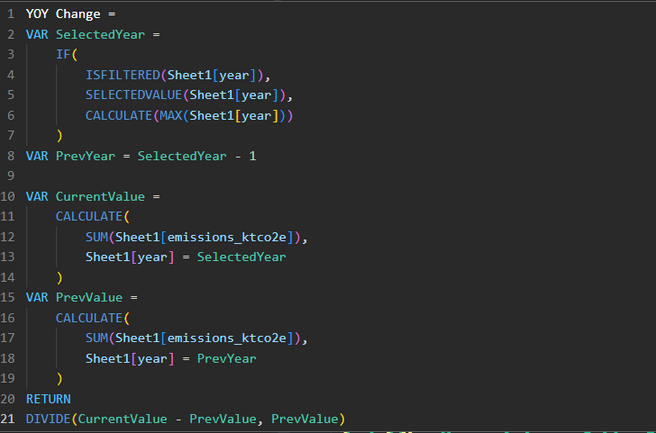 1 YOY Change =
2 VAR SelectedYear =
3 IF(
4 ISFILTERED(Sheet1[year]),
5 SELECTEDVALUE(Sheet1[year]),
6 CALCULATE(MAX(Sheet1[year]))
7 )
8 VAR PrevYear = SelectedYear - 1
9
10 VAR CurrentValue =
11 CALCULATE(
12 SUM(Sheet1[emissions_ktco2e]),
13 Sheet1[year] = SelectedYear
14 )
15 VAR PrevValue =
16 CALCULATE(
17 SUM(Sheet1[emissions_ktco2e]),
18 Sheet1[year] = PrevYear
19 )
20 RETURN
21 DIVIDE(CurrentValue - PrevValue, PrevValue)